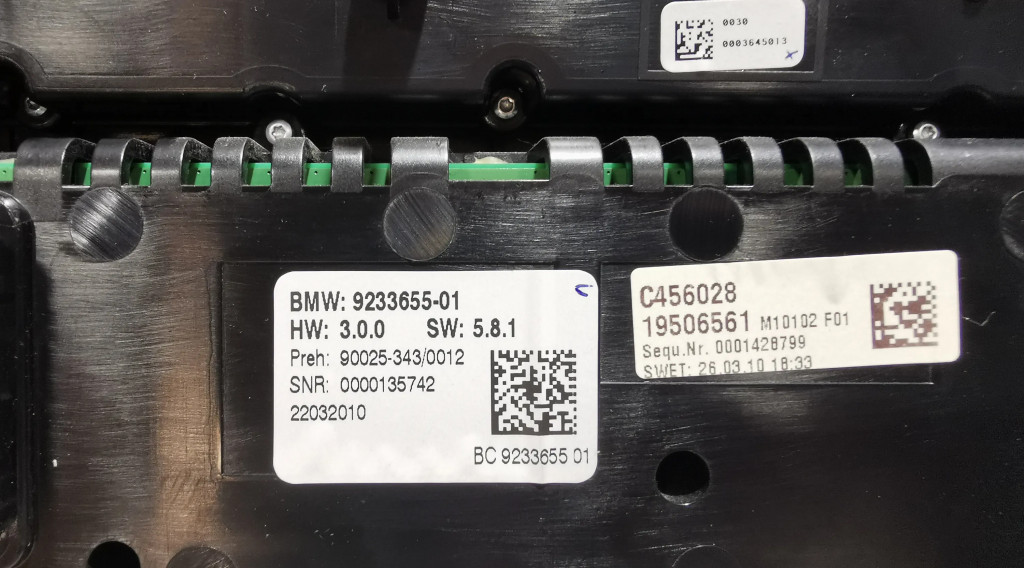 0030
0003645013
BMW: 9233655-01
HW: 3.0.0 SW: 5.8.1
Preh: 90025-343/0012
SNR: 0000135742
22032010
BC 9233655 01
C456028
19506561 M10102 F01
Sequ.Nr. 0001428799
SWET: 26.03.10 18:33